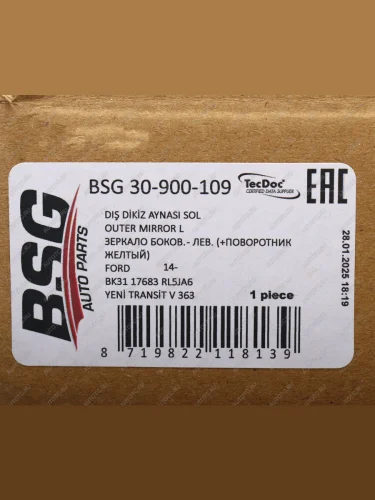 BSG
AUTO PARTS
BSG 30-900-109
TecDoc
CERTIFIED DATA SUPPLIER
EAC
DIŞ DİKİZ AYNASI SOL
OUTER MIRROR L
ЗЕРКАЛО БОКОВ.- ЛЕВ. (+ПОВОРОТНИК
ЖЕЛТЫЙ)
FORD 14-
BK31 17683 RL5JA6
YENİ TRANSİT V 363
1 piece
8 719822 118139
28.01.2025 18:19